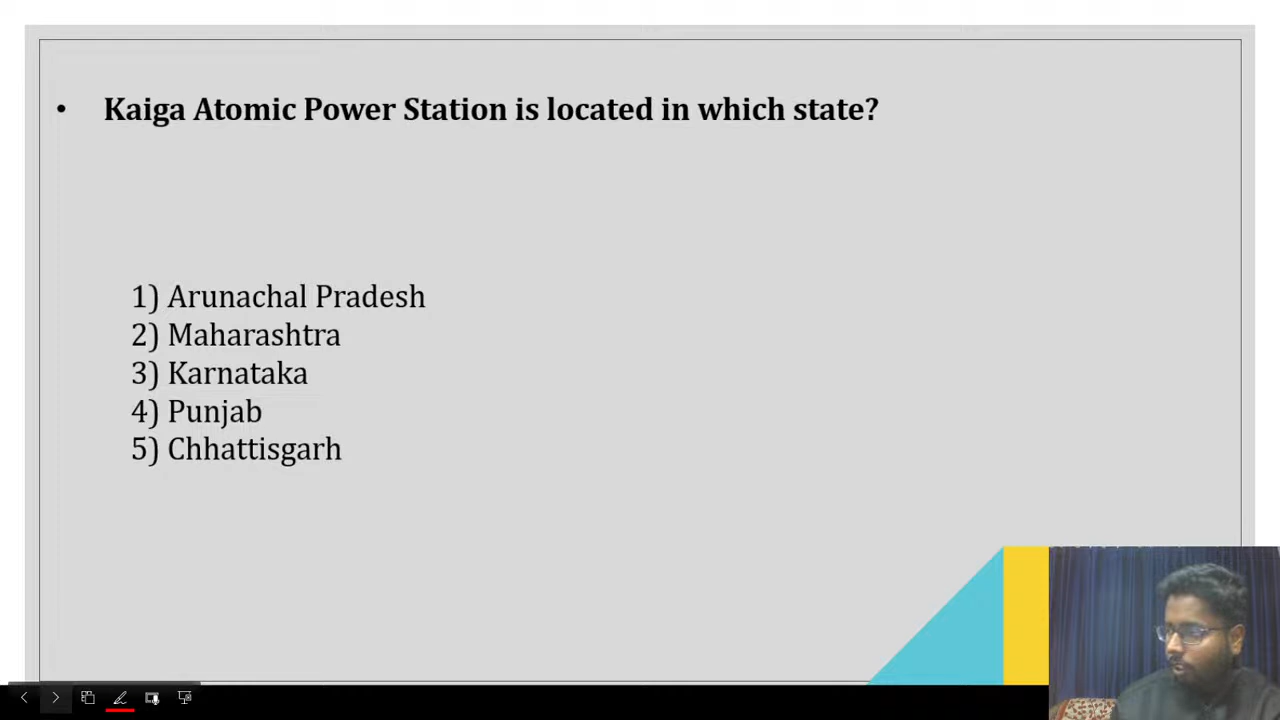 • Kaiga Atomic Power Station is located in which state?
1) Arunachal Pradesh
2) Maharashtra
3) Karnataka
4) Punjab
5) Chhattisgarh